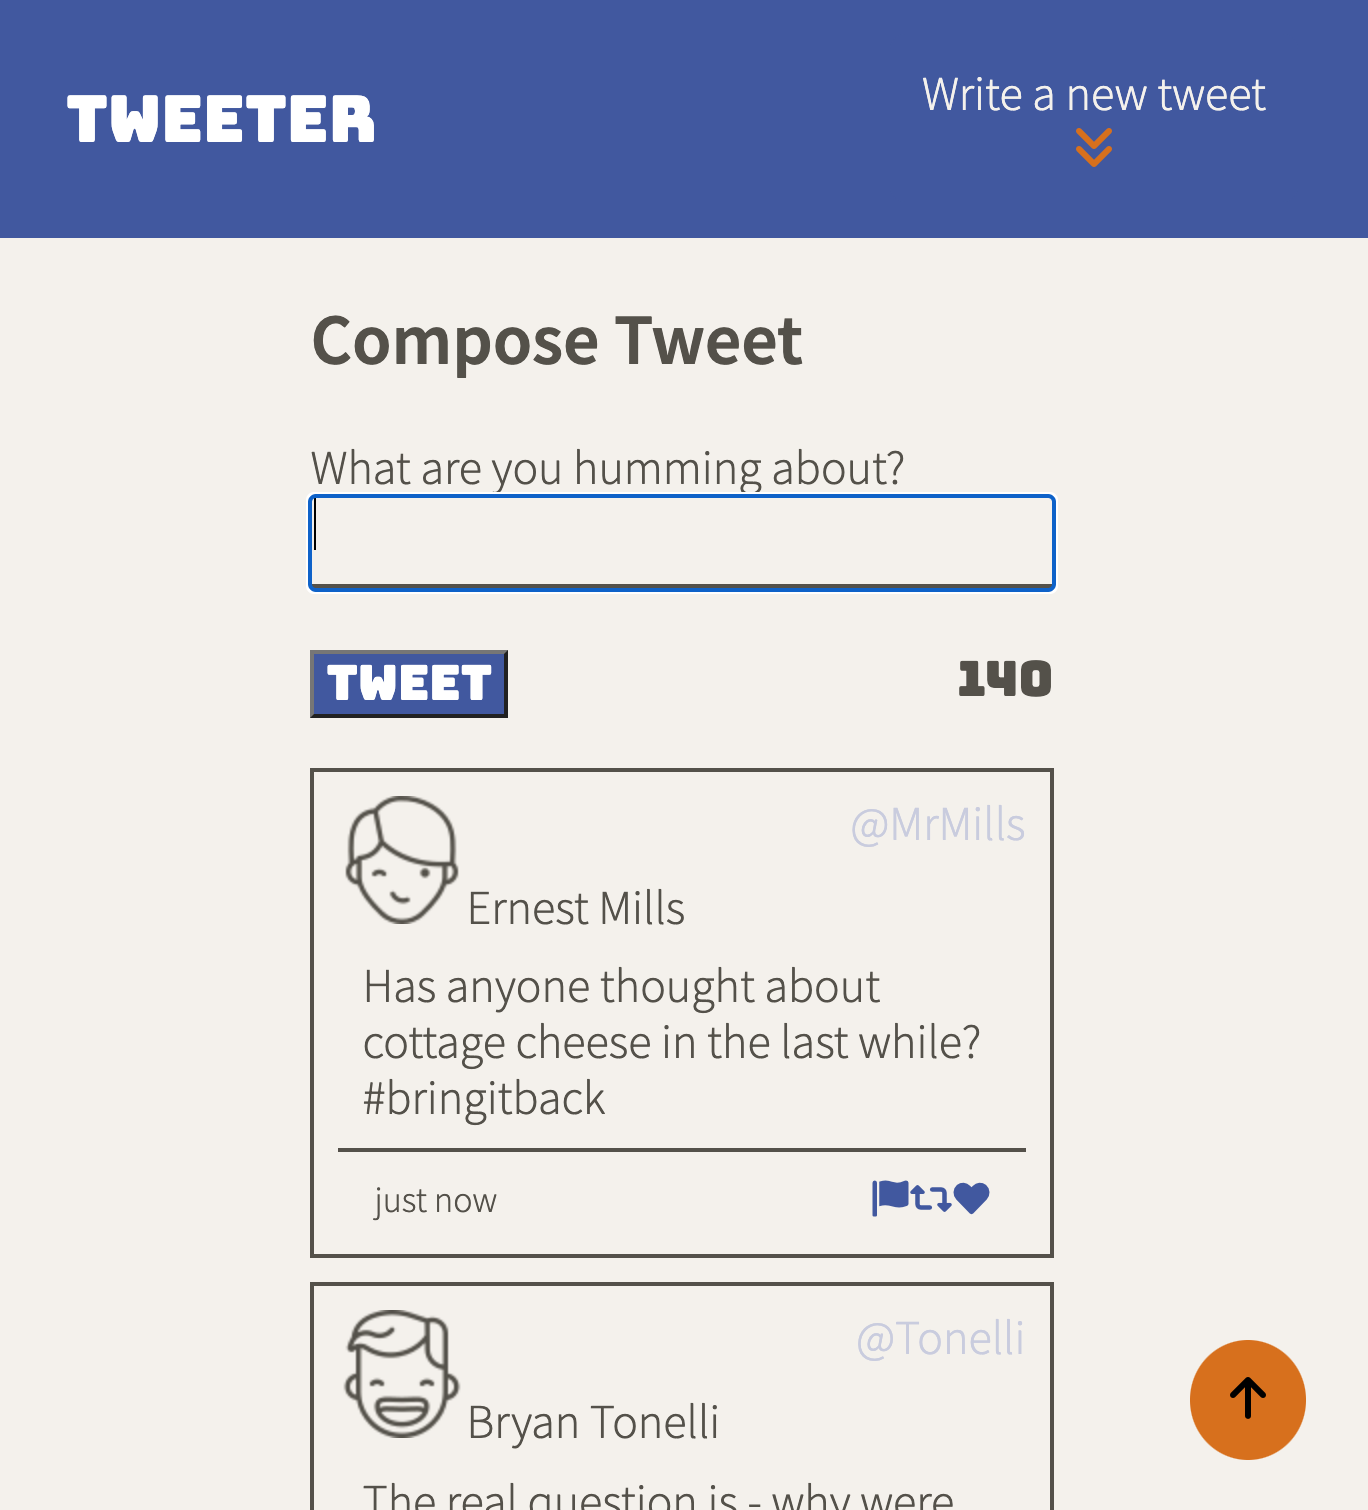 TWEETER
Write a new tweet
Compose Tweet
What are you humming about?
TWEET
140
@MrMills
Ernest Mills
Has anyone thought about
cottage cheese in the last while?
#bringitback
just now
@Tonelli
Bryan Tonelli
The real question is - why were